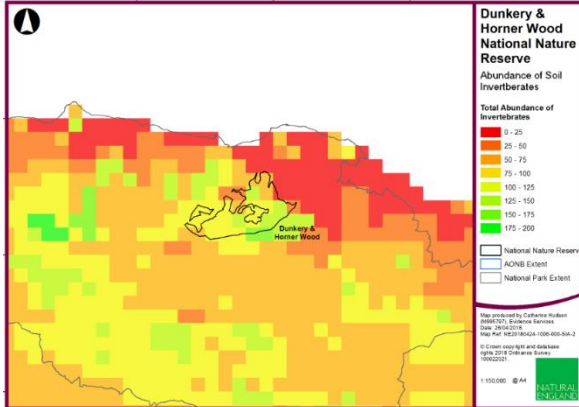 Dunkery &
Horner Wood
National Nature
Reserve
Abundance of Soil
Invertberates
Total Abundance of
Invertebrates
0 - 25
25 - 50
50 - 75
75 - 100
100 - 125
125 - 150
150 - 175
175 - 200
National Nature Reserve
AONB Extent
National Park Extent
Dunkery &
Horner Wood
Map produced by Catherine Hudson
Evidence Services
Date: 26/04/2018.
© Crown copyright and database
rights 2018 Ordnance Survey
100022021.
1:150,000 @ A4
NATURAL
ENGLAND